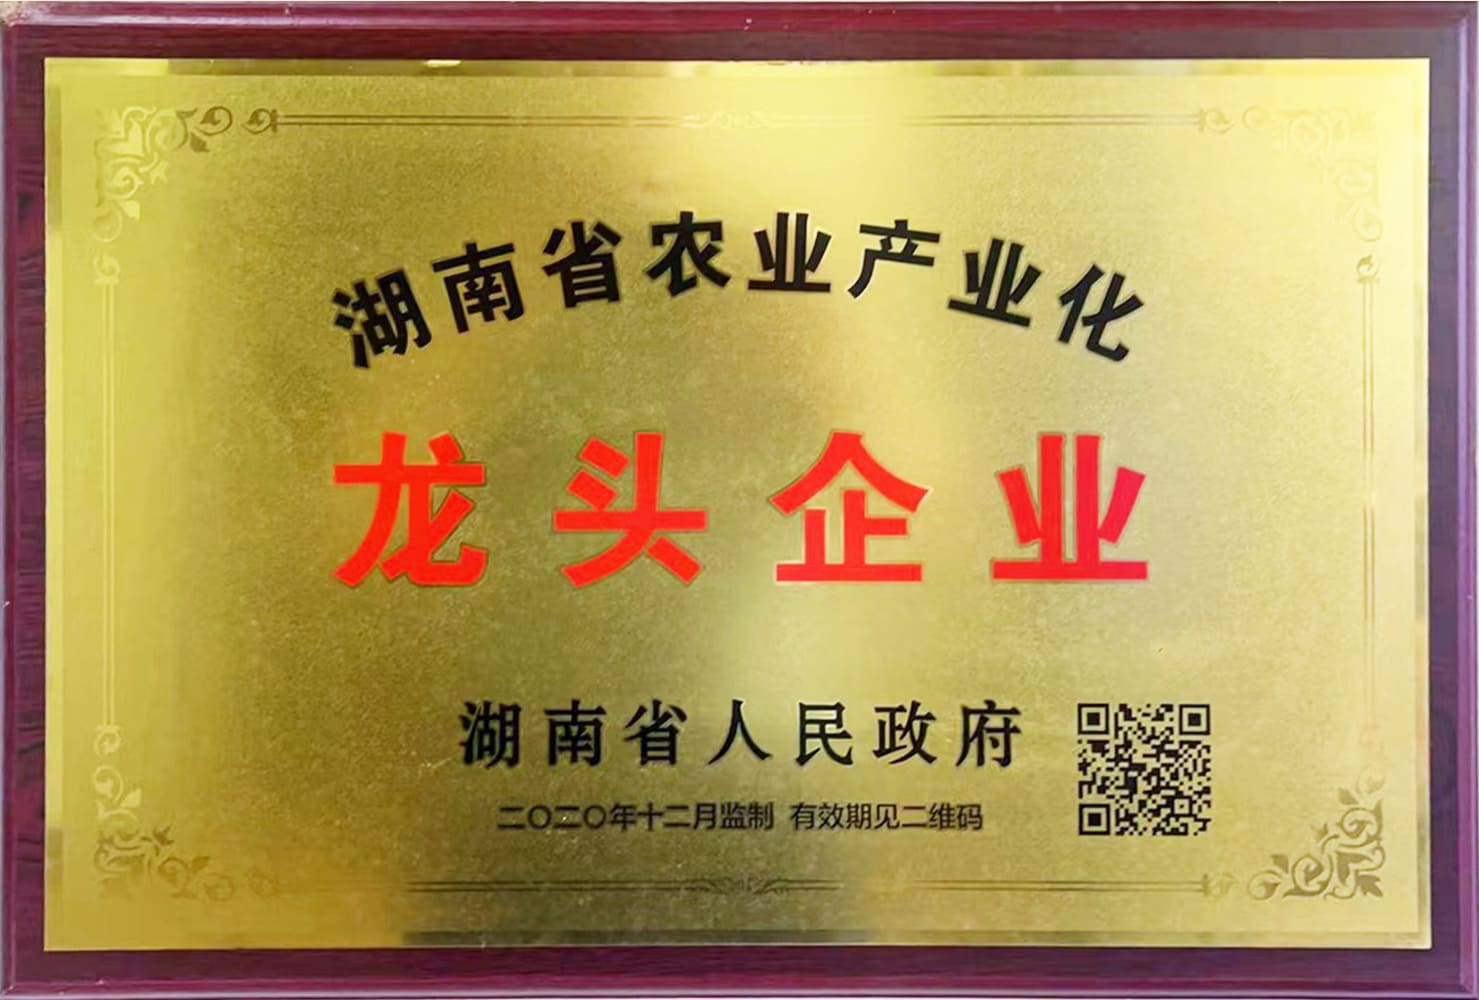 湖南省农业产业化
龙头企业
湖南省人民政府
二〇二〇年十二月监制 有效期见二维码